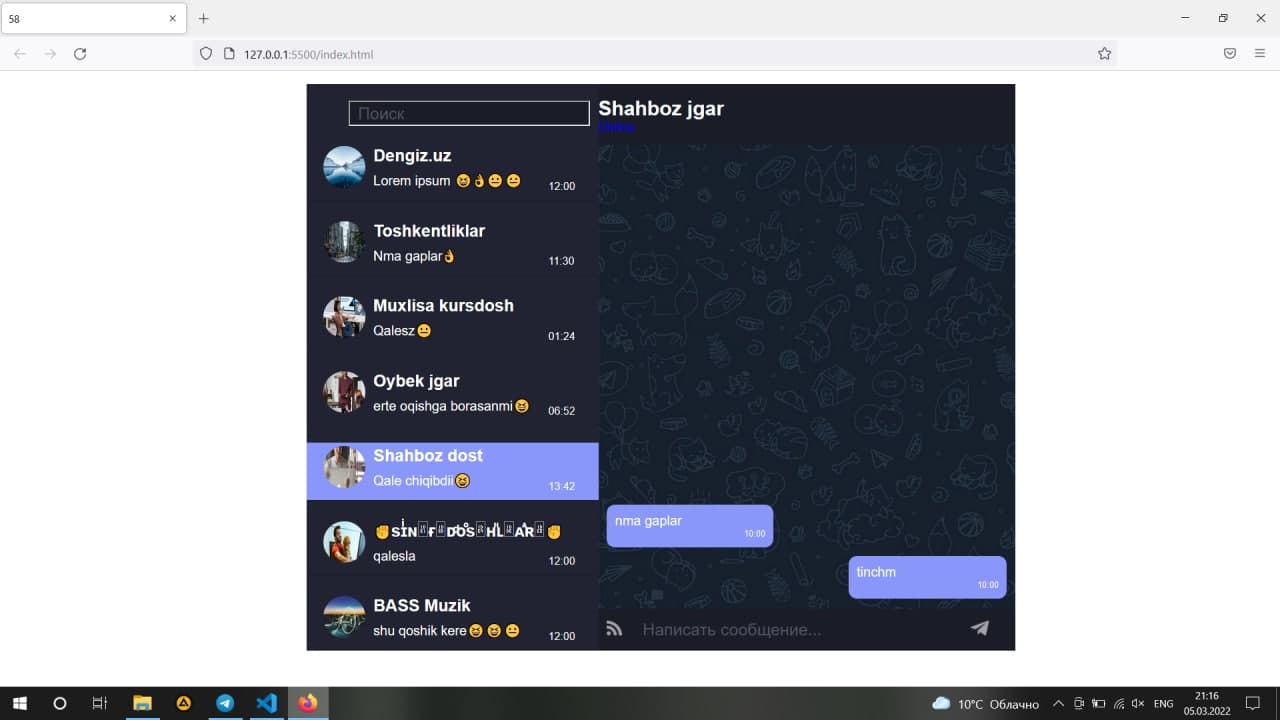 58
127.0.0.1:5500/index.html
Поиск
Dengiz.uz
Lorem ipsum 😆👌😐😐
12:00
Toshkentliklar
Nma gaplar👌
11:30
Muxlisa kursdosh
Qalesz😐
01:24
Oybek jgar
erte oqishga borasanmi😆
06:52
Shahboz dost
Qale chiqibdii😆
13:42
qalesla
12:00
BASS Muzik
shu qoshik kere😆😆😐
12:00
Shahboz jgar
nma gaplar
10:00
tinchm
10:00
Написать сообщение...
10°C Облачно
ENG
21:16
05.03.2022